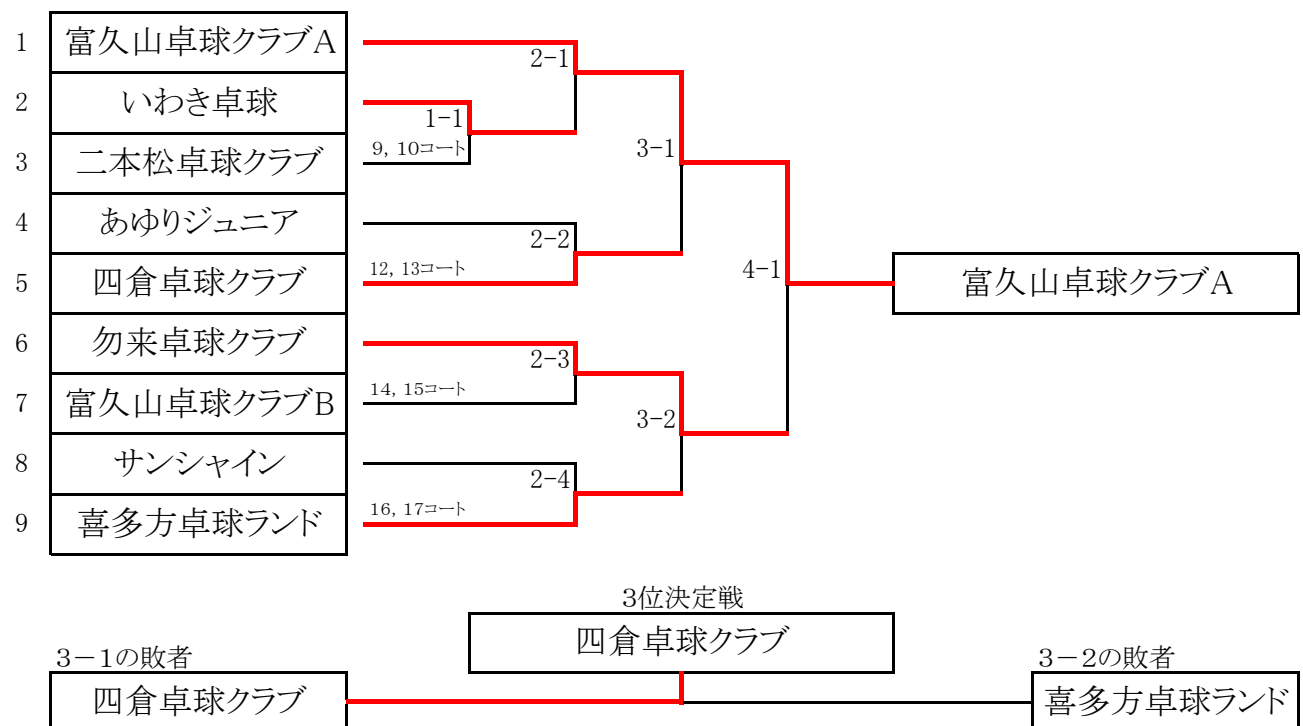 1 富久山卓球クラブA
2-1
2 いわき卓球
1-1
9, 10コート
3 二本松卓球クラブ
3-1
4 あゆりジュニア
2-2
12, 13コート
5 四倉卓球クラブ
4-1
富久山卓球クラブA
6 勿来卓球クラブ
2-3
14, 15コート
7 富久山卓球クラブB
3-2
8 サンシャイン
2-4
16, 17コート
9 喜多方卓球ランド
3位決定戦
四倉卓球クラブ
3－1の敗者
3－2の敗者
四倉卓球クラブ
喜多方卓球ランド